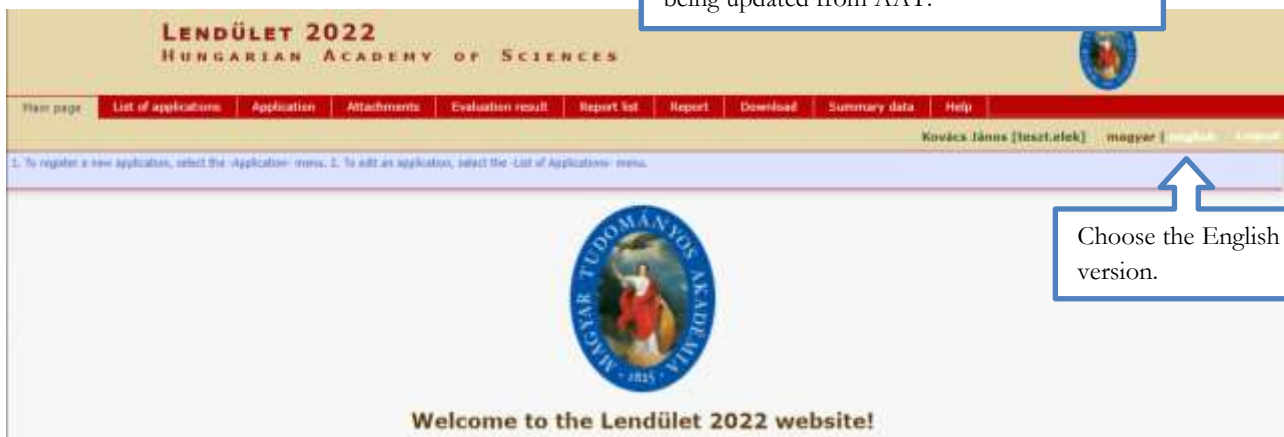 being updated from AAT.
LENDÜLET 2022
HUNGARIAN ACADEMY OF SCIENCES
Main page List of applications Application Attachments Evaluation result Report list Report Download Summary data Help
Kovács János [teszt.elek] magyar | english Logout
1. To register a new application, select the -Application- menu. 2. To edit an application, select the -List of Applications- menu.
Choose the English
version.
MAGYAR TUDOMÁNYOS AKADÉMIA
· 1825 ·
Welcome to the Lendület 2022 website!